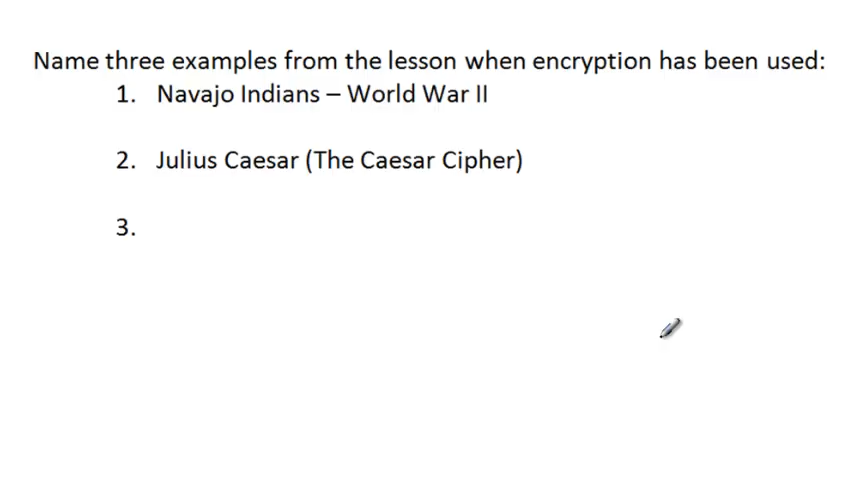 Name three examples from the lesson when encryption has been used:
1. Navajo Indians – World War II
2. Julius Caesar (The Caesar Cipher)
3.